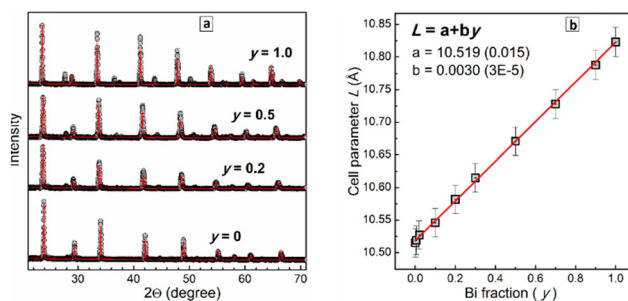 a
y = 1.0
y = 0.5
y = 0.2
y = 0
Intensity
30
40
50
60
70
2Θ (degree)
b
L = a+by
a = 10.519 (0.015)
b = 0.0030 (3E-5)
Cell parameter L (Å)
10.85
10.80
10.75
10.70
10.65
10.60
10.55
10.50
0.0
0.2
0.4
0.6
0.8
1.0
Bi fraction ( y )